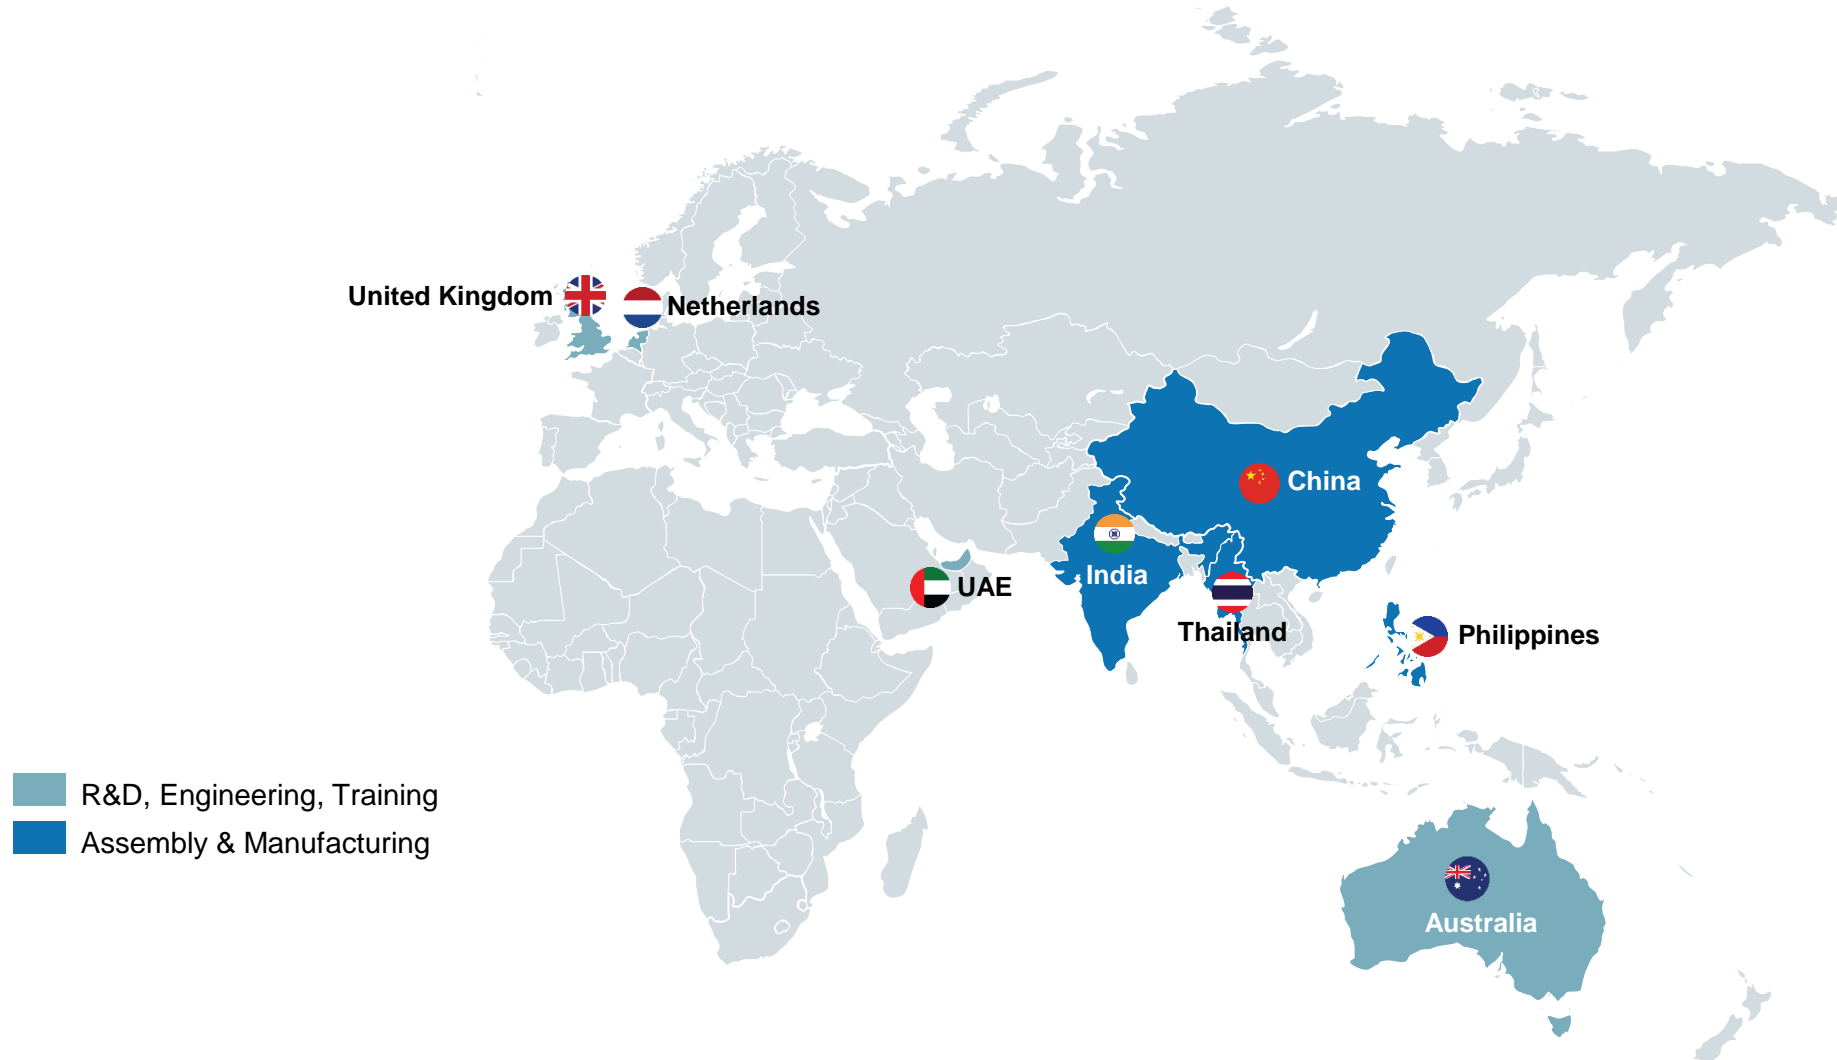 United Kingdom
Netherlands
China
India
UAE
Thailand
Philippines
R&D, Engineering, Training
Assembly & Manufacturing
Australia